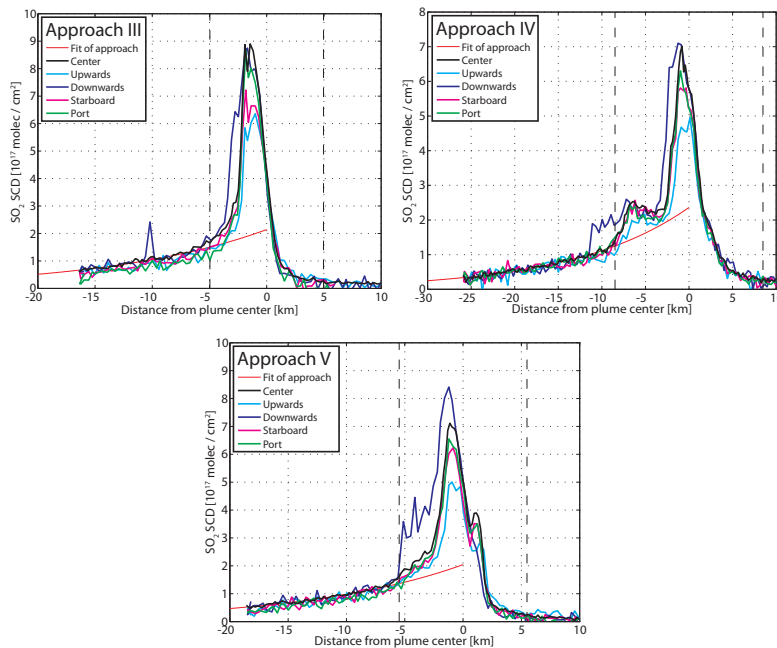 Approach III
Fit of approach
Center
Upwards
Downwards
Starboard
Port
SO₂ SCD [10¹⁷ molec / cm²]
10
9
8
7
6
5
4
3
2
1
0
-20 -15 -10 -5 0 5 10
Distance from plume center [km]
Approach IV
Fit of approach
Center
Upwards
Downwards
Starboard
Port
SO₂ SCD [10¹⁷ molec / cm²]
8
7
6
5
4
3
2
1
0
-30 -25 -20 -15 -10 -5 0 5 10
Distance from plume center [km]
Approach V
Fit of approach
Center
Upwards
Downwards
Starboard
Port
SO₂ SCD [10¹⁷ molec / cm²]
10
9
8
7
6
5
4
3
2
1
0
-20 -15 -10 -5 0 5 10
Distance from plume center [km]